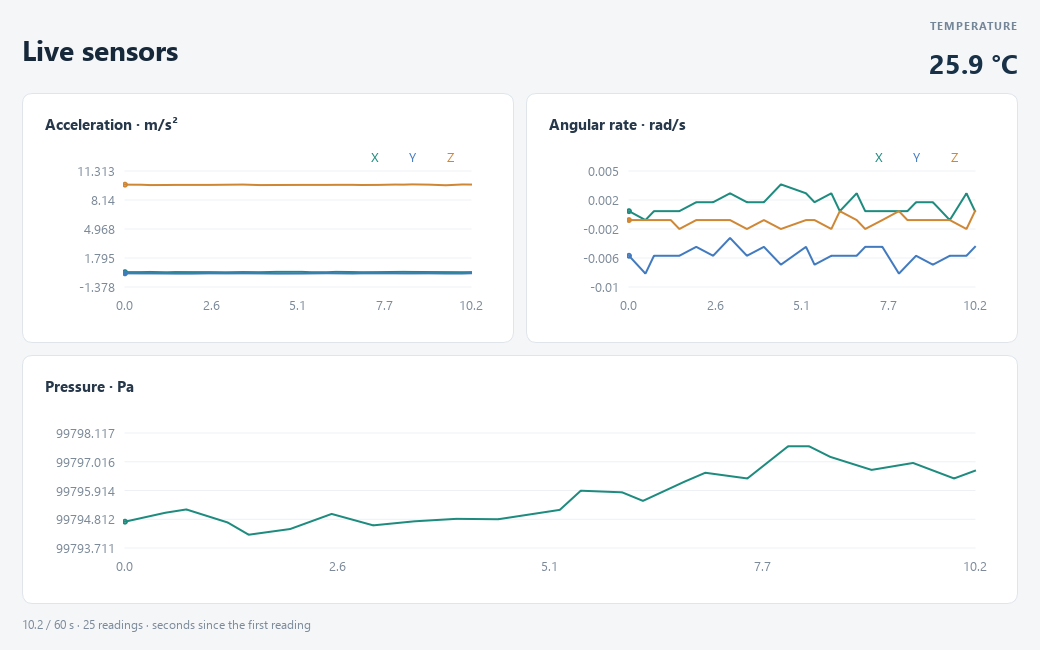 Live sensors
TEMPERATURE
25.9 °C
Acceleration · m/s²
X Y Z
11.313
8.14
4.968
1.795
-1.378
0.0 2.6 5.1 7.7 10.2
Angular rate · rad/s
X Y Z
0.005
0.002
-0.002
-0.006
-0.01
0.0 2.6 5.1 7.7 10.2
Pressure · Pa
99798.117
99797.016
99795.914
99794.812
99793.711
0.0 2.6 5.1 7.7 10.2
10.2 / 60 s · 25 readings · seconds since the first reading